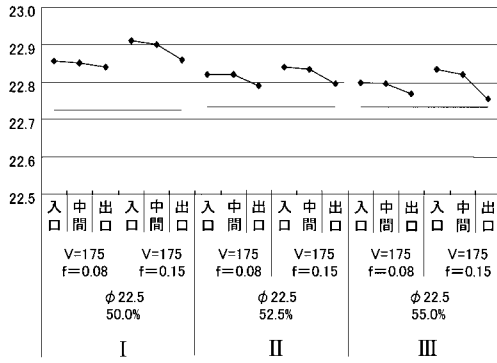 23.0
22.9
22.8
22.7
22.6
22.5
入口 中間 出口 入口 中間 出口 入口 中間 出口 入口 中間 出口 入口 中間 出口 入口 中間 出口
V=175 V=175 V=175 V=175 V=175 V=175
f=0.08 f=0.15 f=0.08 f=0.15 f=0.08 f=0.15
φ22.5 φ22.5 φ22.5
50.0% 52.5% 55.0%
I II III